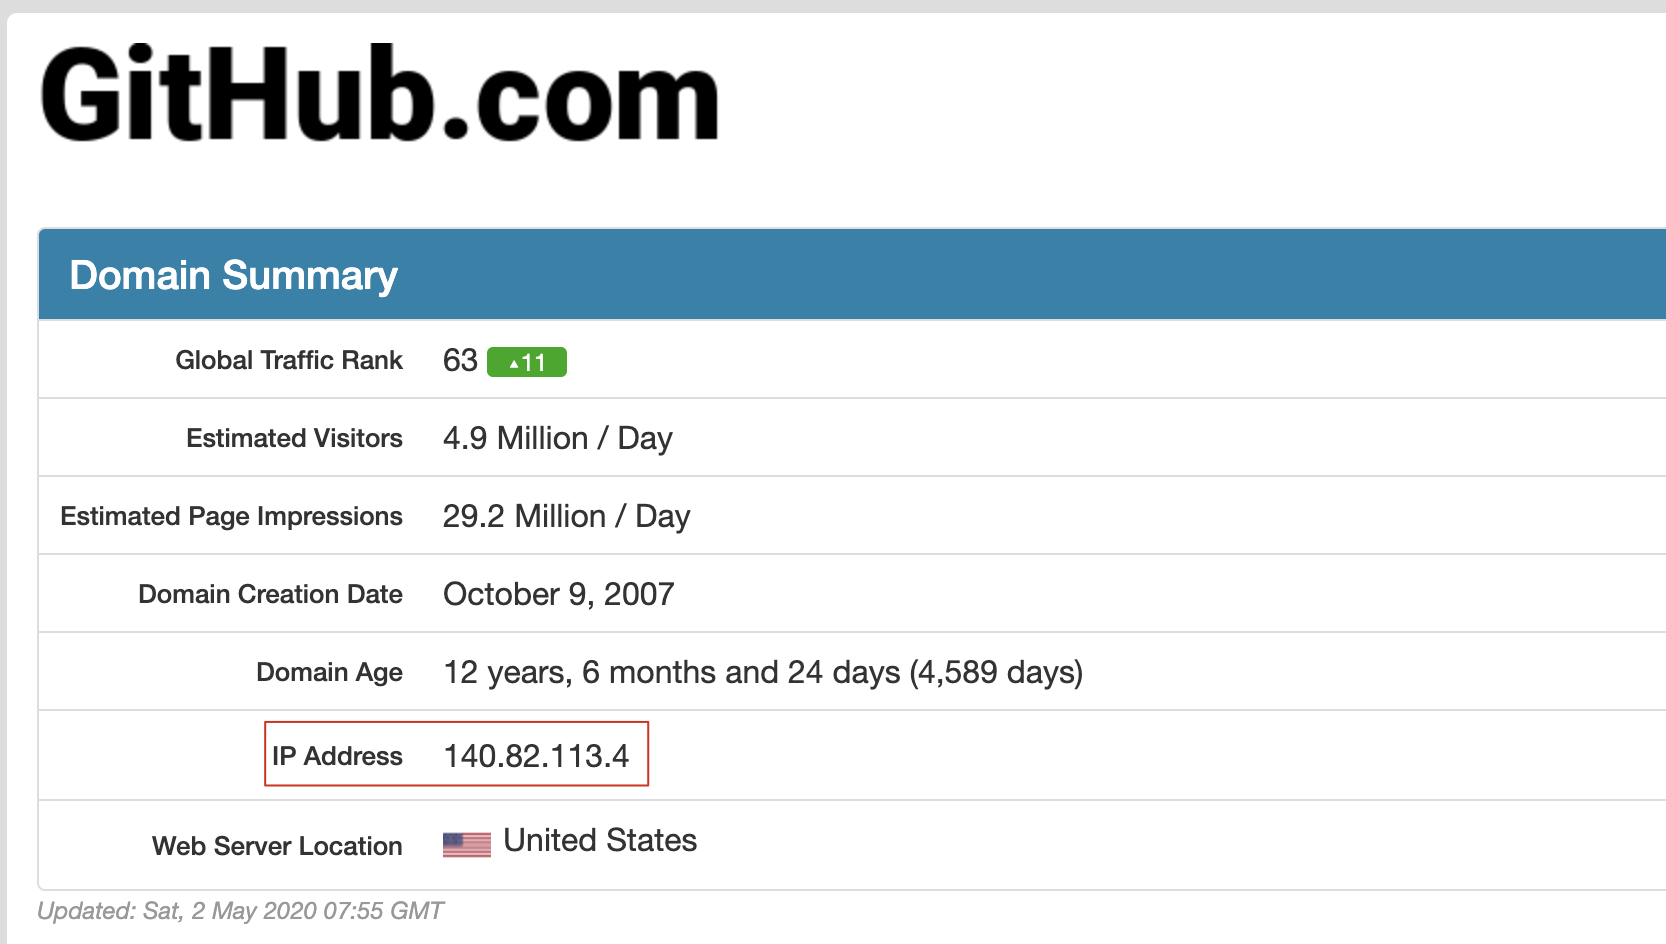 GitHub.com
Domain Summary
Global Traffic Rank 63 ▲11
Estimated Visitors 4.9 Million / Day
Estimated Page Impressions 29.2 Million / Day
Domain Creation Date October 9, 2007
Domain Age 12 years, 6 months and 24 days (4,589 days)
IP Address 140.82.113.4
Web Server Location United States
Updated: Sat, 2 May 2020 07:55 GMT